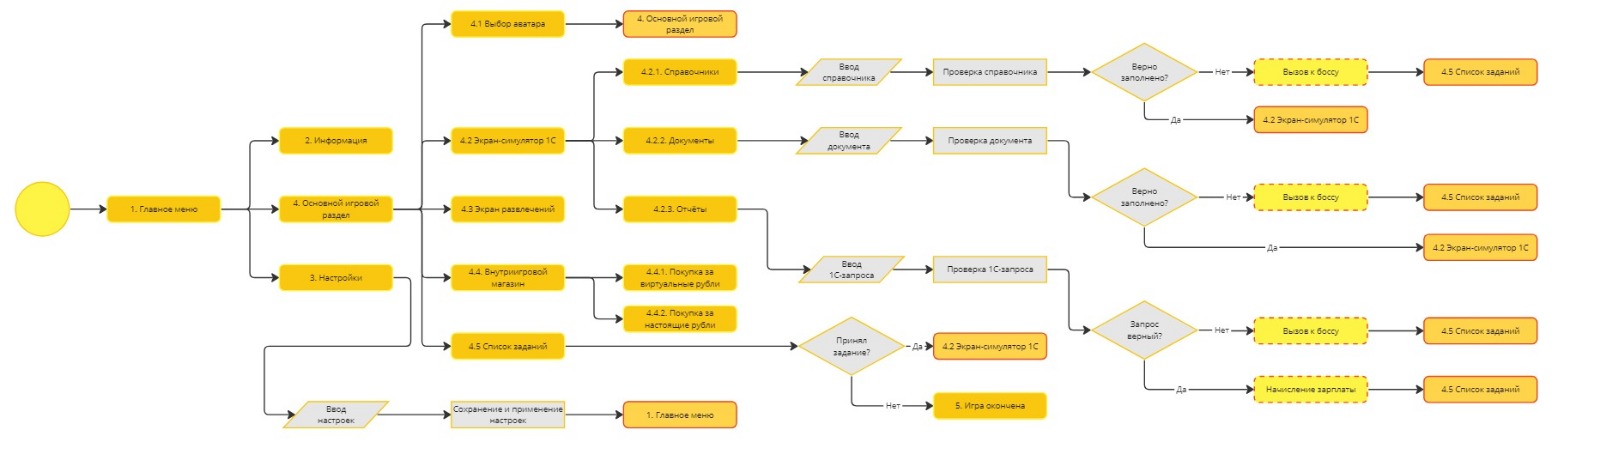 4.1 Выбор аватара
4. Основной игровой
раздел
4.2.1. Справочники
Ввод
справочника
Проверка справочника
Верно
заполнено?
Нет
Вызов к боссу
4.5 Список заданий
Да
4.2 Экран-симулятор 1С
2. Информация
4.2 Экран-симулятор 1С
4.2.2. Документы
Ввод
документа
Проверка документа
Верно
заполнено?
Нет
Вызов к боссу
4.5 Список заданий
Да
4.2 Экран-симулятор 1С
1. Главное меню
4. Основной игровой
раздел
4.3 Экран развлечений
4.2.3. Отчёты
Ввод
1С-запроса
Проверка 1С-запроса
Запрос
верный?
Нет
Вызов к боссу
4.5 Список заданий
Да
Начисление зарплаты
4.5 Список заданий
3. Настройки
4.4. Внутриигровой
магазин
4.4.1. Покупка за
виртуальные рубли
4.4.2. Покупка за
настоящие рубли
4.5 Список заданий
Принял
задание?
Да
4.2 Экран-симулятор 1С
Нет
5. Игра окончена
Ввод
настроек
Сохранение и применение
настроек
1. Главное меню